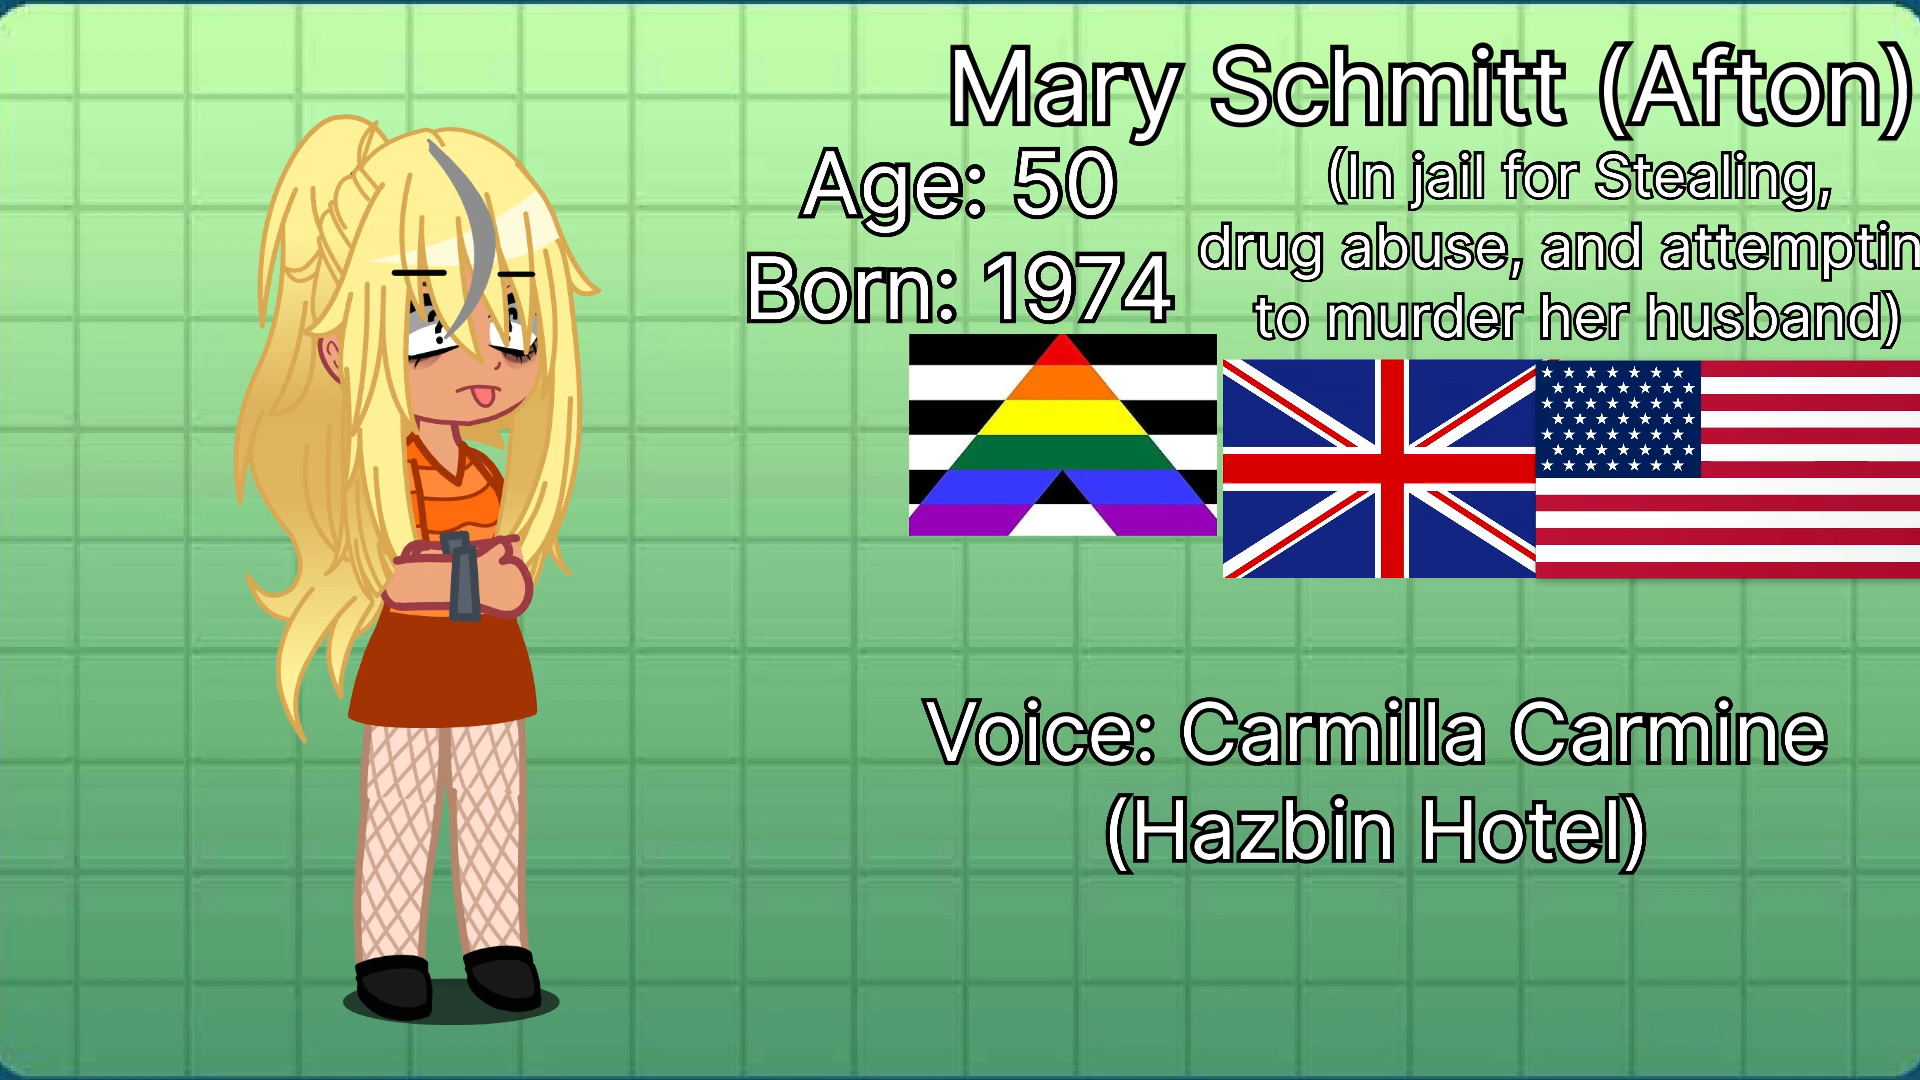 Mary Schmitt (Afton)
Age: 50
Born: 1974
(In jail for Stealing,
drug abuse, and attemptin
to murder her husband)
Voice: Carmilla Carmine
(Hazbin Hotel)